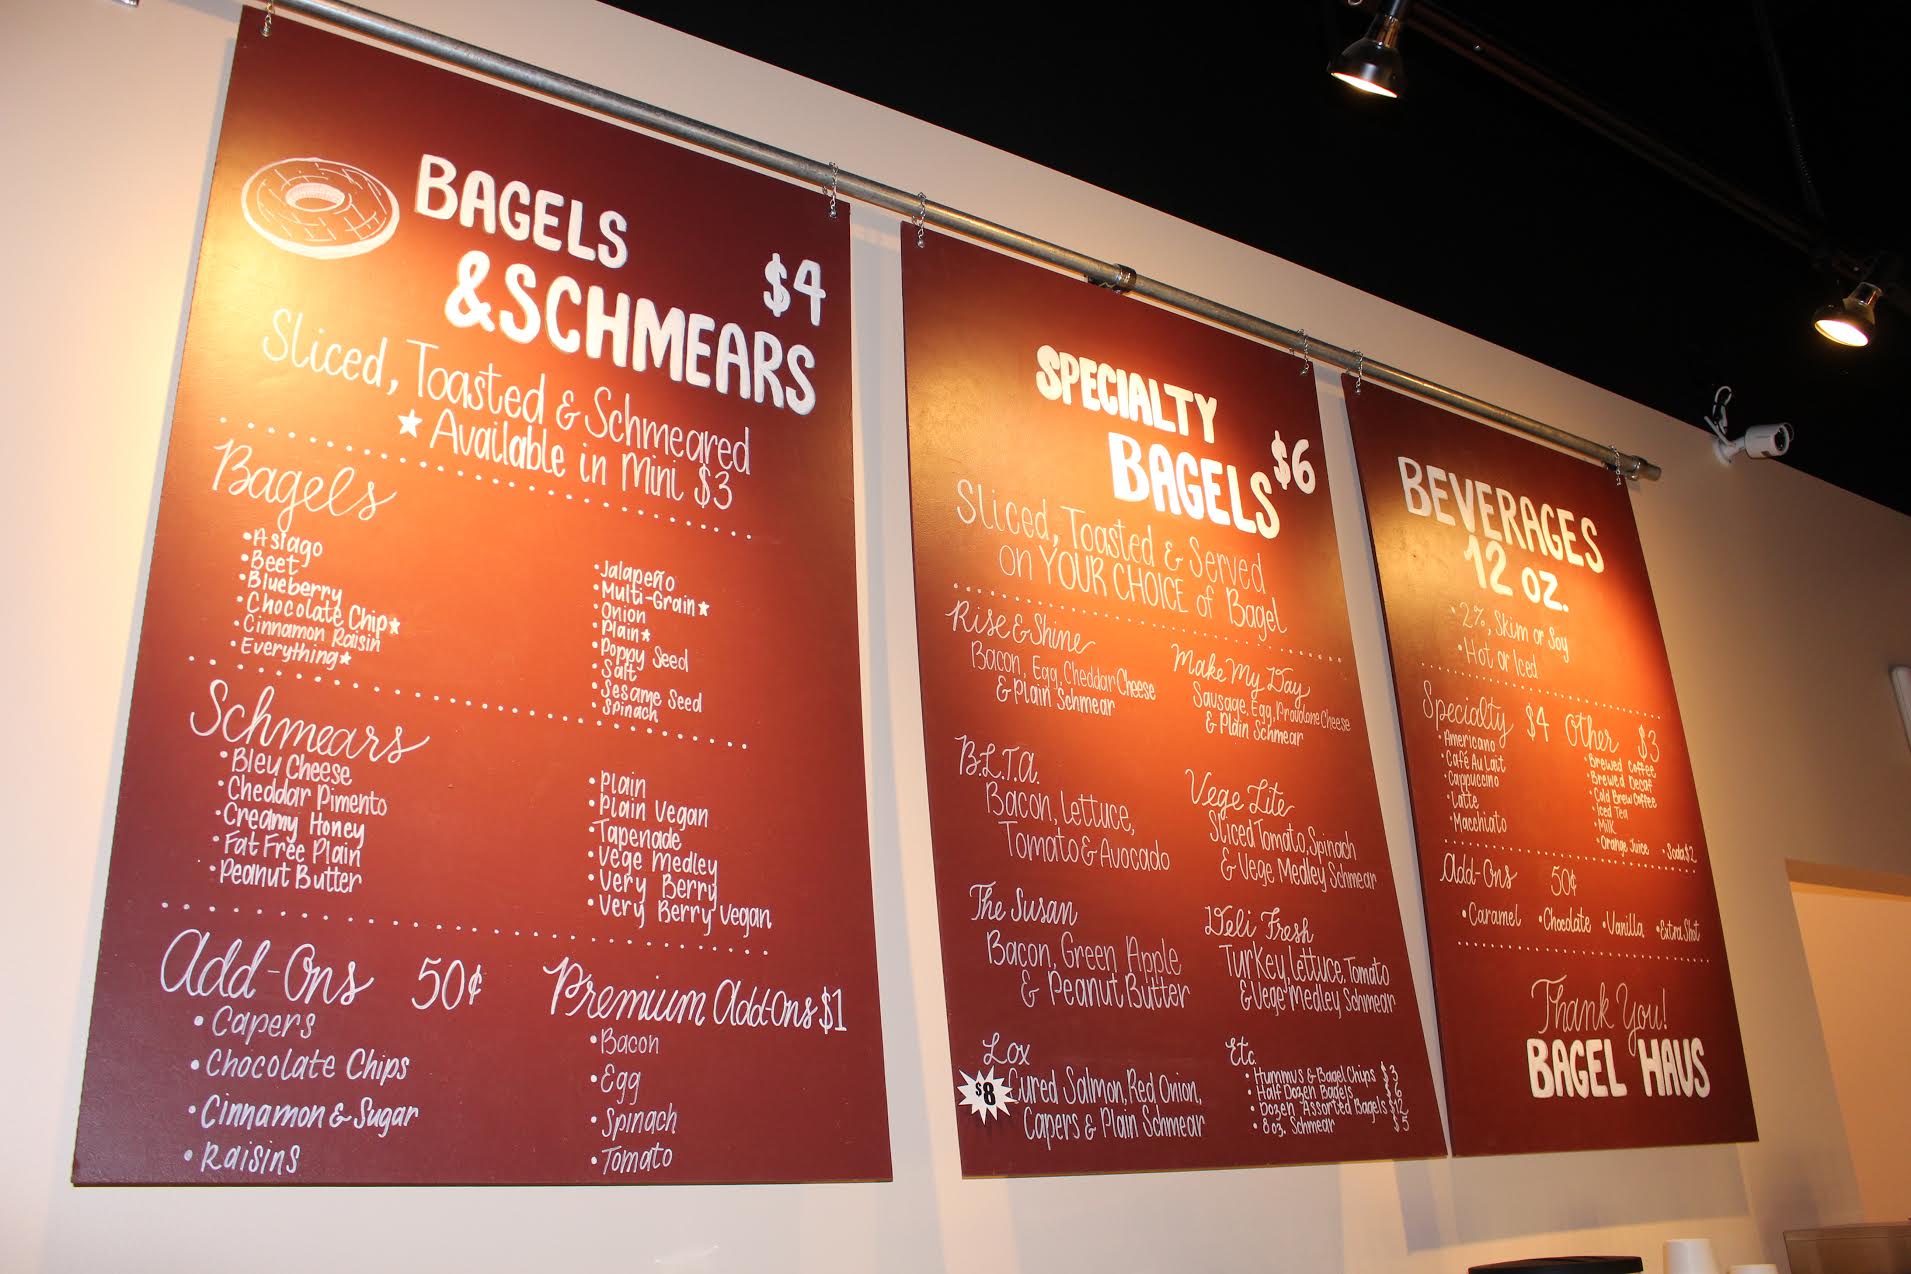 BAGELS
&SCHMEARS
$4
Sliced, Toasted & Schmeared
★ Available in Mini $3
Bagels
•Asiago
•Beet
•Blueberry
•Chocolate Chip★
•Cinnamon Raisin
•Everything★
•Jalapeño
•Multi-Grain★
•Onion
•Plain★
•Poppy Seed
•Salt
•Sesame Seed
•Spinach
Schmears
•Bleu Cheese
•Cheddar Pimento
•Creamy Honey
•Fat Free Plain
•Peanut Butter
•Plain
•Plain Vegan
•Tapenade
•Vege Medley
•Very Berry
•Very Berry Vegan
Add-Ons 50¢
•Capers
•Chocolate Chips
•Cinnamon & Sugar
•Raisins
Premium Add-Ons $1
•Bacon
•Egg
•Spinach
•Tomato
SPECIALTY
BAGELS $6
Sliced, Toasted & Served
on YOUR CHOICE of Bagel
Rise & Shine
Bacon, Egg, Cheddar Cheese
& Plain Schmear
Make My Day
Sausage, Egg, Provolone Cheese
& Plain Schmear
B.L.T.A.
Bacon, Lettuce,
Tomato & Avocado
Vege Lite
Sliced Tomato, Spinach
& Vege Medley Schmear
The Susan
Bacon, Green Apple
& Peanut Butter
Deli Fresh
Turkey, Lettuce, Tomato
& Vege Medley Schmear
Lox
$8
Cured Salmon, Red Onion,
Capers & Plain Schmear
Etc.
• Hummus & Bagel Chips $3
• Half Dozen Bagels $6
• Dozen Assorted Bagels $12
• 8 oz. Schmear $5
BEVERAGES
12 oz.
•2%, Skim or Soy
•Hot or Iced
Specialty $4
•Americano
•Café Au Lait
•Cappuccino
•Latte
•Macchiato
Other $3
•Brewed Coffee
•Brewed Decaf
•Cold Brew Coffee
•Iced Tea
•Milk
•Orange Juice •Soda $2
Add-Ons 50¢
•Caramel •Chocolate •Vanilla •Extra Shot
Thank You!
BAGEL HAUS